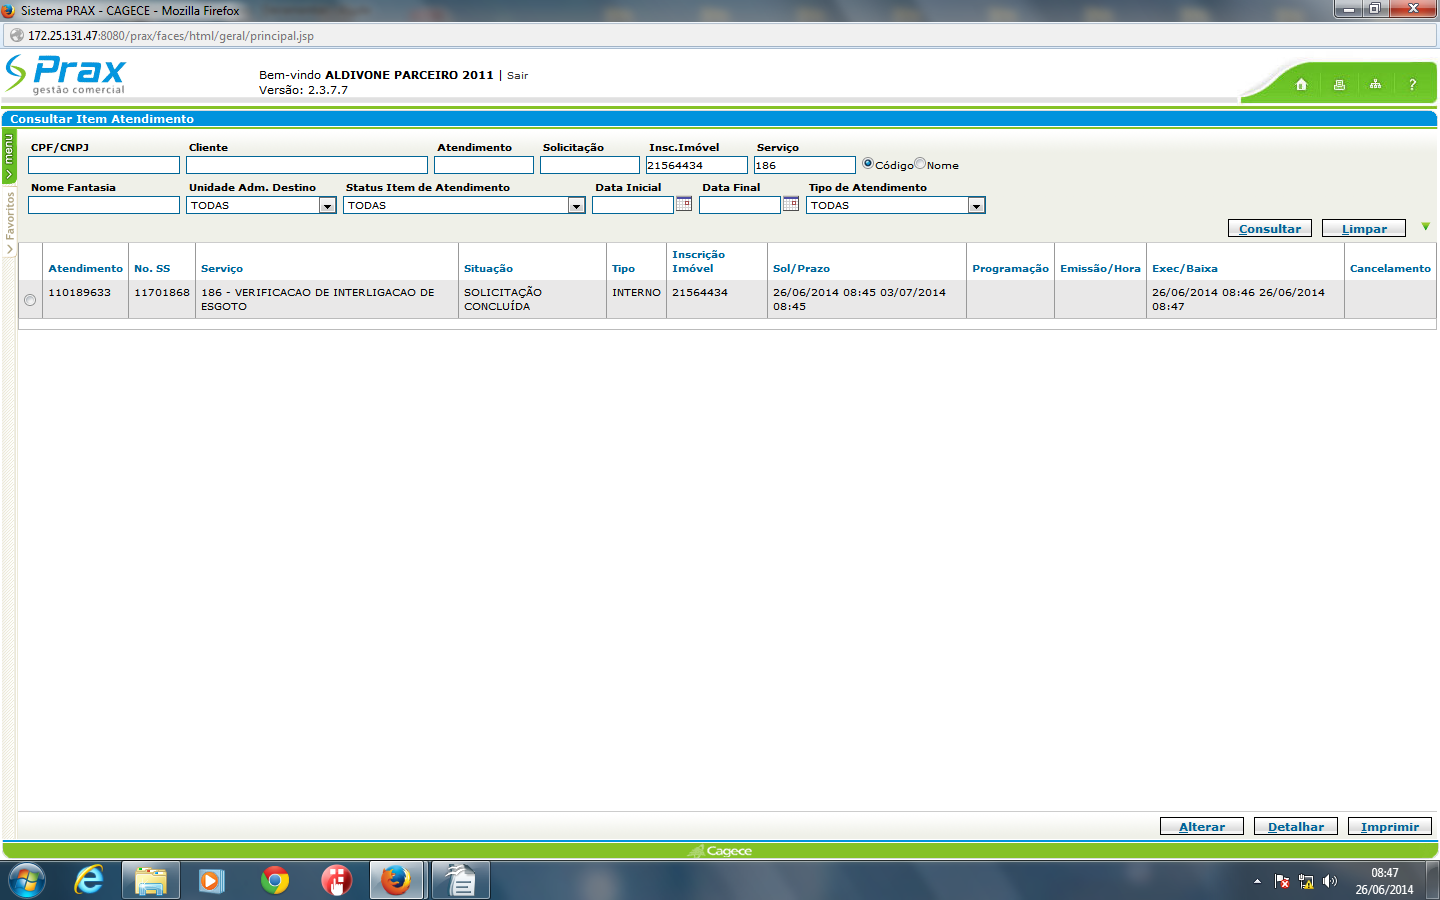 Sistema PRAX - CAGECE - Mozilla Firefox
172.25.131.47:8080/prax/faces/html/geral/principal.jsp
Prax
gestão comercial
Bem-vindo ALDIVONE PARCEIRO 2011 | Sair
Versão: 2.3.7.7
?
Consultar Item Atendimento
menu
Favoritos
CPF/CNPJ Cliente Atendimento Solicitação Insc.Imóvel Serviço
21564434 186 Código Nome
Nome Fantasia Unidade Adm. Destino Status Item de Atendimento Data Inicial Data Final Tipo de Atendimento
TODAS TODAS TODAS
Consultar Limpar
Atendimento No. SS Serviço Situação Tipo Inscrição Imóvel Sol/Prazo Programação Emissão/Hora Exec/Baixa Cancelamento
110189633 11701868 186 - VERIFICACAO DE INTERLIGACAO DE SOLICITAÇÃO INTERNO 21564434 26/06/2014 08:45 03/07/2014 26/06/2014 08:46 26/06/2014
ESGOTO CONCLUÍDA 08:45 08:47
Alterar Detalhar Imprimir
Cagece
08:47
26/06/2014